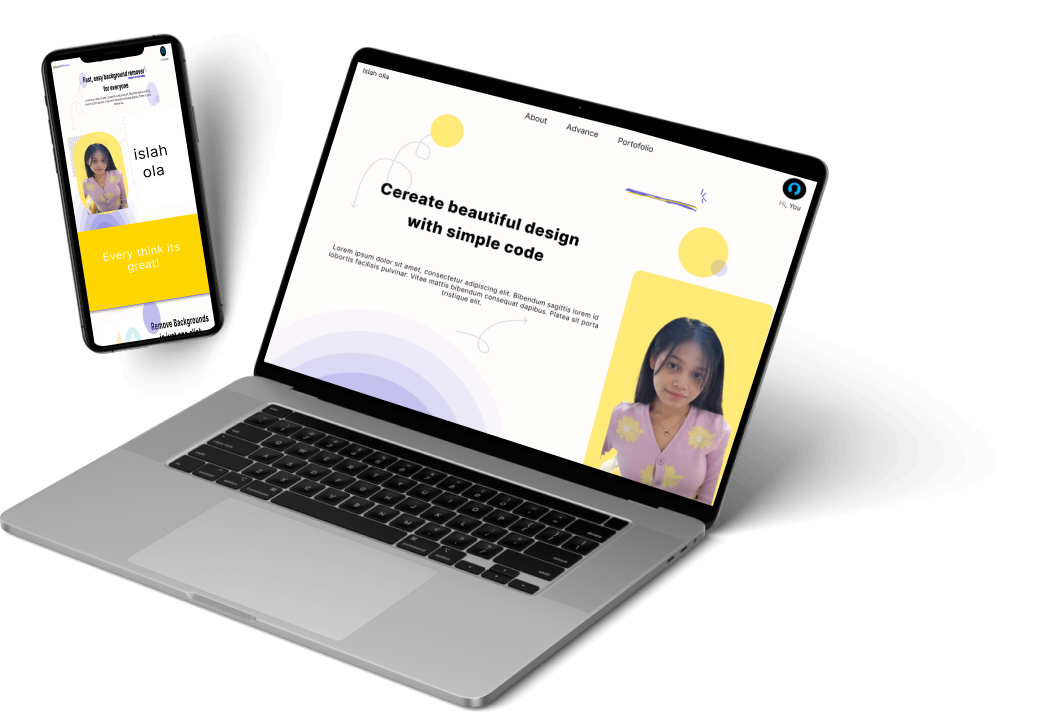 Fast, easy background remover
for everyone
islah
ola
Every think its
great!
Remove Backgrounds
Islah olla
About
Advance
Portofolio
Hi, You
Cereate beautiful design
with simple code
Lorem ipsum dolor sit amet, consectetur adipiscing elit. Bibendum sagittis lorem id
lobortis facilisis pulvinar. Vitae mattis bibendum consequat dapibus. Platea sit porta
tristique elit.